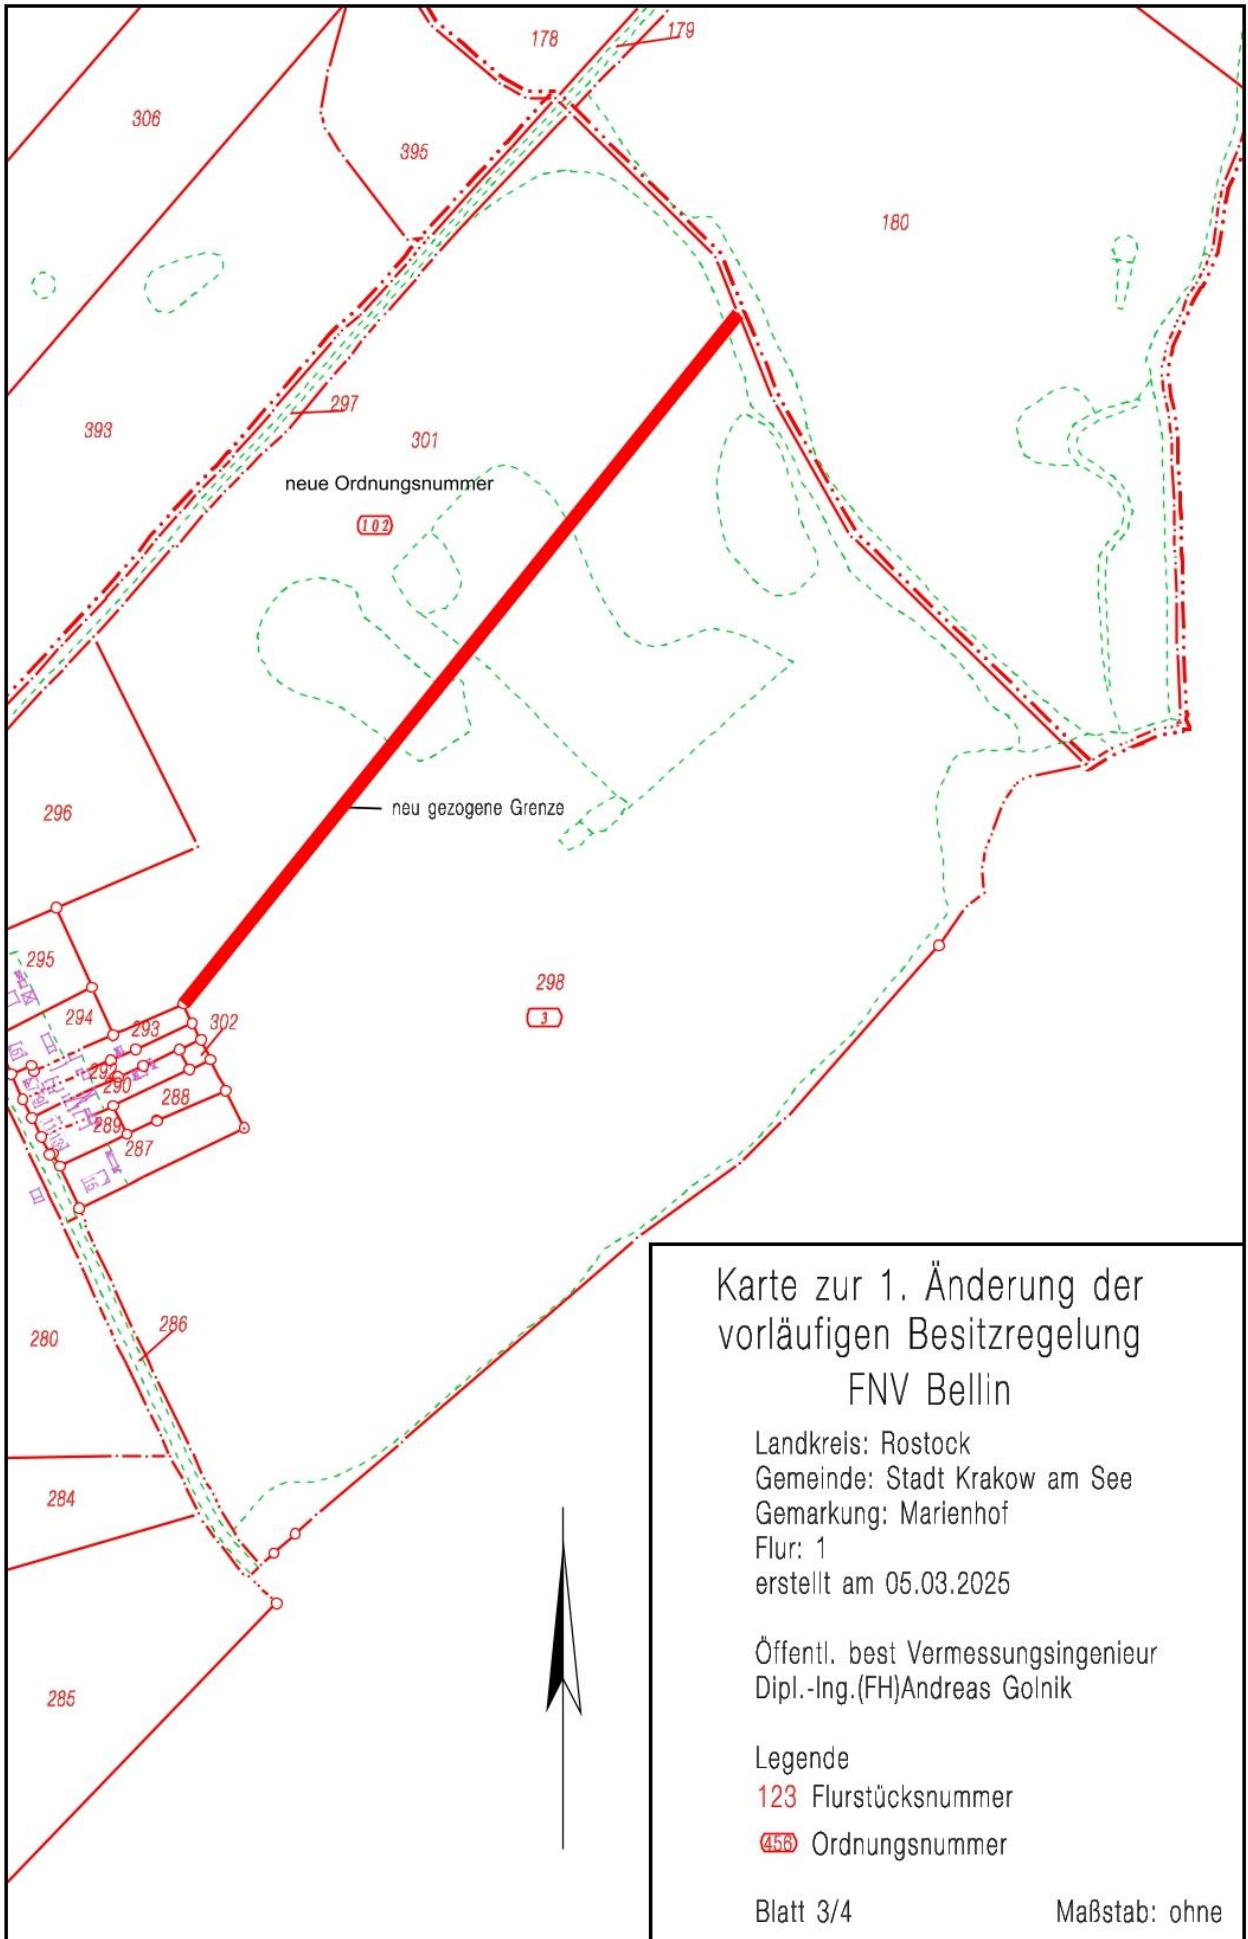 178
179
306
395
180
297
393
301
neue Ordnungsnummer
102
neu gezogene Grenze
296
295
298
3
294
293
302
292
290
288
289
287
15
286
280
284
285
Karte zur 1. Änderung der
vorläufigen Besitzregelung
FNV Bellin
Landkreis: Rostock
Gemeinde: Stadt Krakow am See
Gemarkung: Marienhof
Flur: 1
erstellt am 05.03.2025
Öffentl. best Vermessungsingenieur
Dipl.-Ing.(FH)Andreas Golnik
Legende
123 Flurstücksnummer
456 Ordnungsnummer
Blatt 3/4 Maßstab: ohne